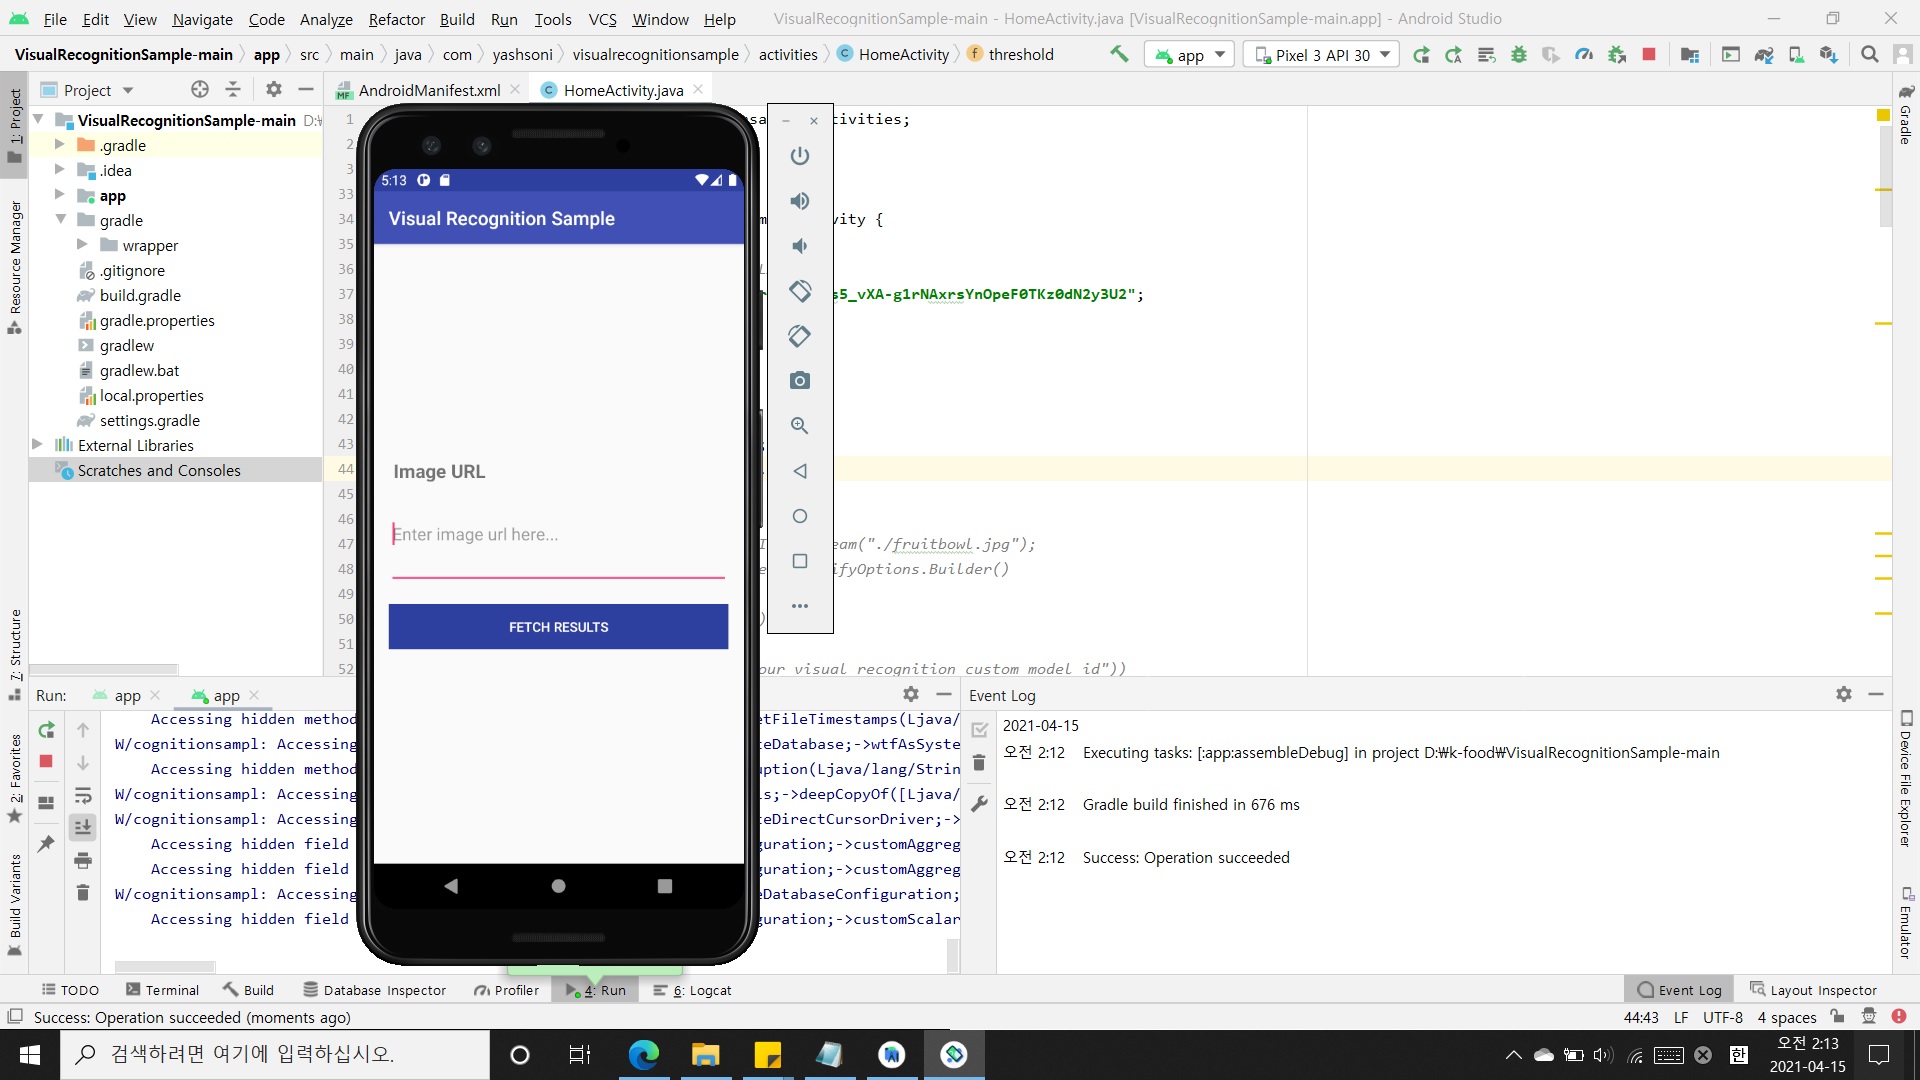 File Edit View Navigate Code Analyze Refactor Build Run Tools VCS Window Help VisualRecognitionSample-main - HomeActivity.java [VisualRecognitionSample-main.app] - Android Studio
VisualRecognitionSample-main app src main java com yashsoni visualrecognitionsample activities HomeActivity threshold app Pixel 3 API 30
Project
AndroidManifest.xml
HomeActivity.java
VisualRecognitionSample-main D:\
.gradle
.idea
app
gradle
wrapper
.gitignore
build.gradle
gradle.properties
gradlew
gradlew.bat
local.properties
settings.gradle
External Libraries
Scratches and Consoles
1: Project
Resource Manager
7: Structure
2: Favorites
Build Variants
1
2
3
33
34
35
36
37
38
39
40
41
42
43
44
45
46
47
48
49
50
51
52
5:13
Visual Recognition Sample
Image URL
Enter image url here...
FETCH RESULTS
ctivities;
vity {
s5_vXA-g1rNAxrsYnOpeF0TKz0dN2y3U2";
eam("./fruitbowl.jpg");
ifyOptions.Builder()
our visual recognition custom model id"))
Gradle
Device File Explorer
Emulator
Run: app app
Accessing hidden method etFileTimestamps(Ljava/
W/cognitionsampl: Accessing eDatabase;->wtfAsSyste
Accessing hidden method ption(Ljava/lang/Strin
W/cognitionsampl: Accessing s;->deepCopyOf([Ljava/
W/cognitionsampl: Accessing eDirectCursorDriver;->
Accessing hidden field guration;->customAggreg
Accessing hidden field guration;->customAggreg
W/cognitionsampl: Accessing eDatabaseConfiguration;
Accessing hidden field guration;->customScalar
Event Log
2021-04-15
오전 2:12 Executing tasks: [:app:assembleDebug] in project D:₩k-food₩VisualRecognitionSample-main
오전 2:12 Gradle build finished in 676 ms
오전 2:12 Success: Operation succeeded
TODO Terminal Build Database Inspector Profiler 4: Run 6: Logcat Event Log Layout Inspector
Success: Operation succeeded (moments ago) 44:43 LF UTF-8 4 spaces
검색하려면 여기에 입력하십시오.
한
오전 2:13
2021-04-15